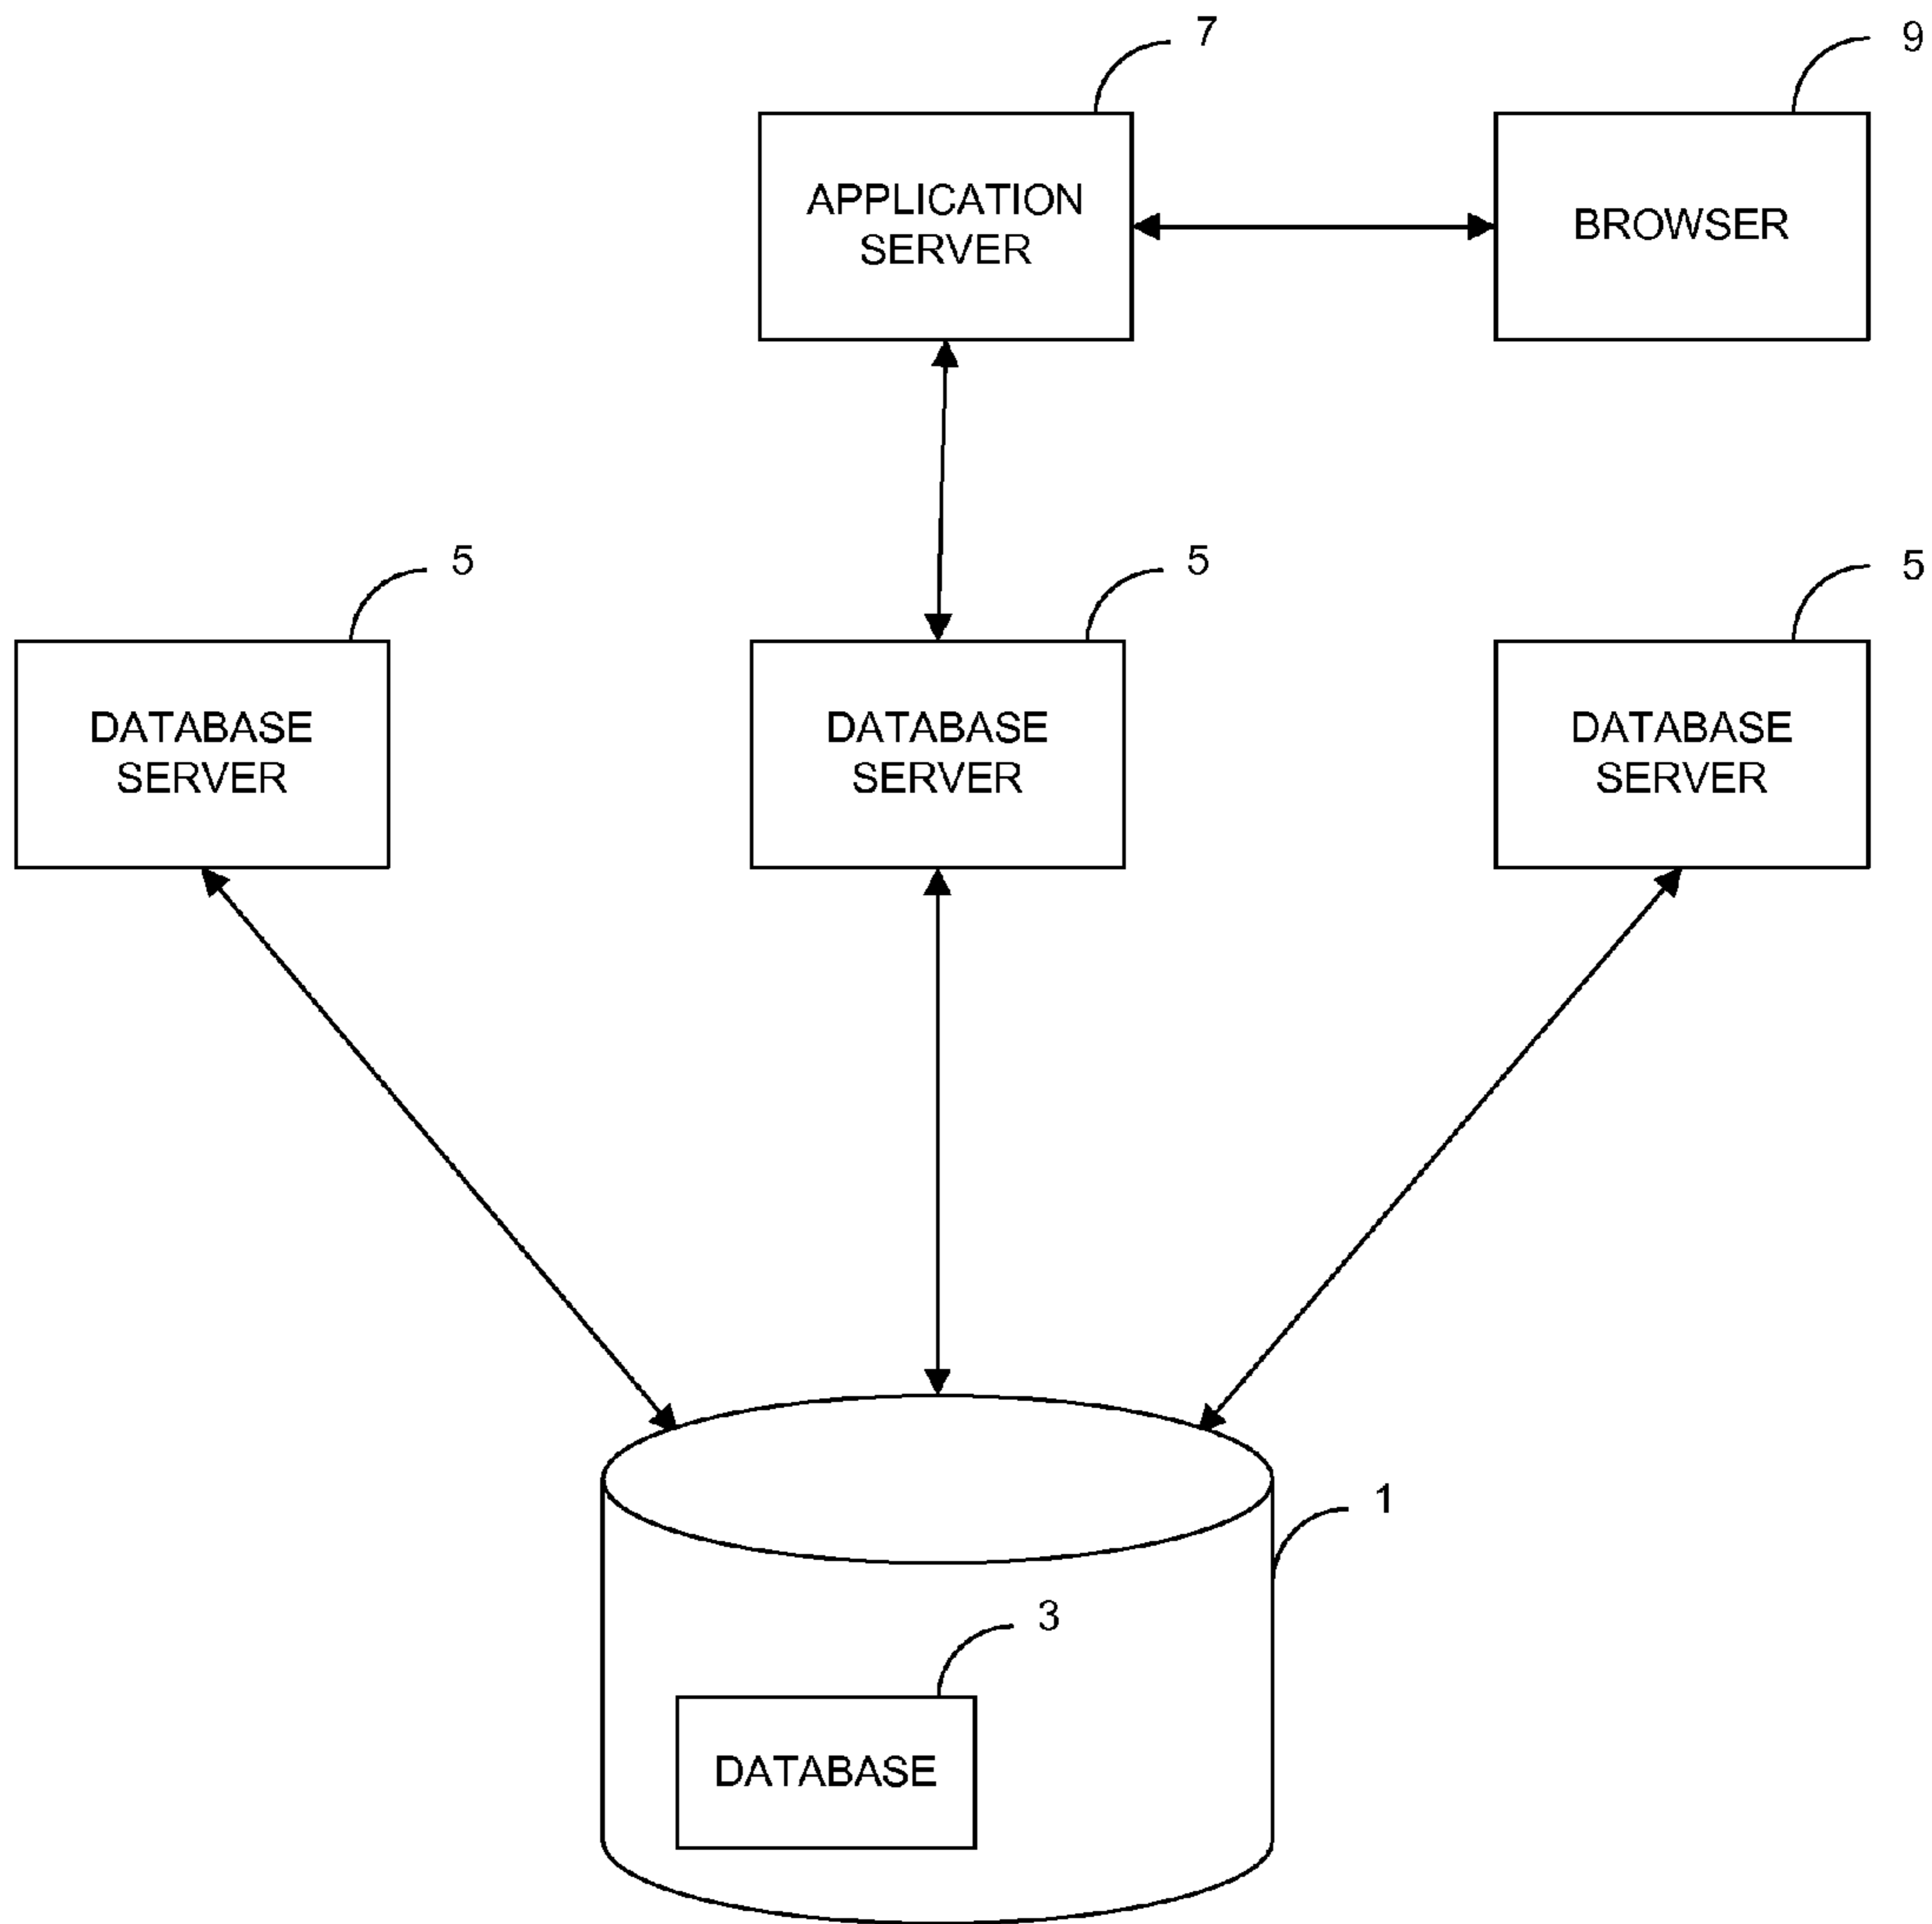 7
9
APPLICATION
SERVER
BROWSER
5
5
5
DATABASE
SERVER
DATABASE
SERVER
DATABASE
SERVER
1
3
DATABASE